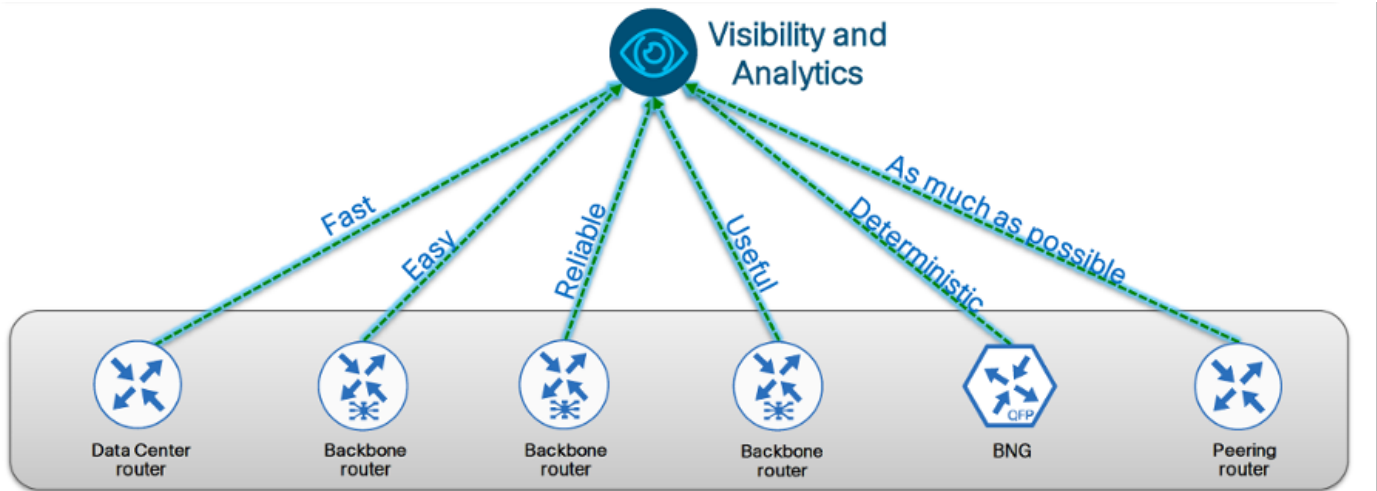 Visibility and
Analytics
Fast
Easy
Reliable
Useful
Deterministic
As much as possible
QFP
Data Center
router
Backbone
router
Backbone
router
Backbone
router
BNG
Peering
router